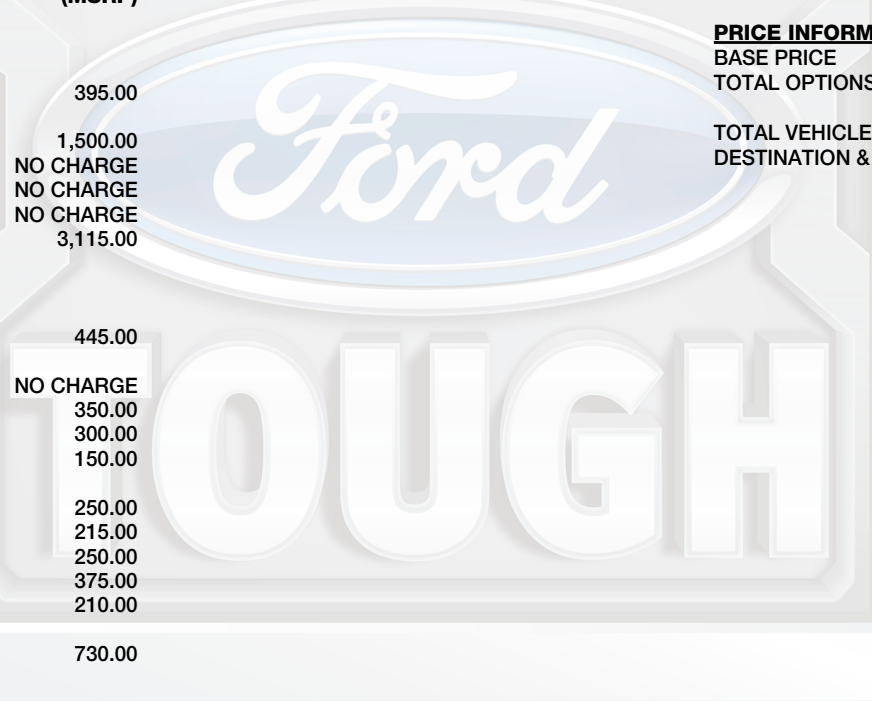 (MSRP)
395.00
1,500.00
NO CHARGE
NO CHARGE
NO CHARGE
3,115.00
445.00
NO CHARGE
350.00
300.00
150.00
250.00
215.00
250.00
375.00
210.00
730.00
PRICE INFORM
BASE PRICE
TOTAL OPTIONS
TOTAL VEHICLE
DESTINATION &
Ford
TOUGH